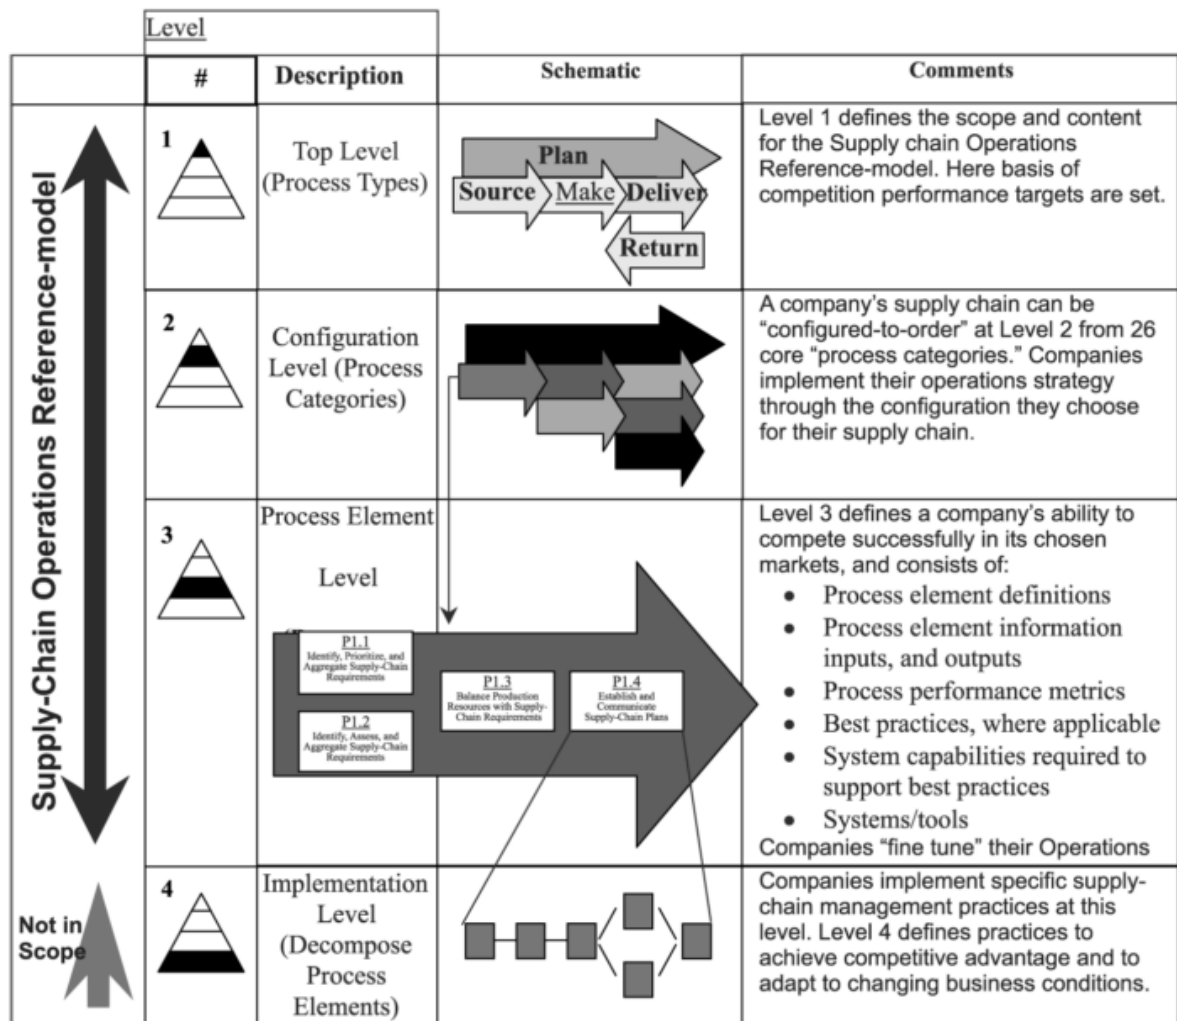 Level
#
Description
Schematic
Comments
Supply-Chain Operations Reference-model
1
Top Level
(Process Types)
Plan
Source
Make
Deliver
Return
Level 1 defines the scope and content
for the Supply chain Operations
Reference-model. Here basis of
competition performance targets are set.
2
Configuration
Level (Process
Categories)
A company's supply chain can be
“configured-to-order” at Level 2 from 26
core “process categories.” Companies
implement their operations strategy
through the configuration they choose
for their supply chain.
3
Process Element
Level
P1.1
Identify, Prioritize, and
Aggregate Supply-Chain
Requirements
P1.2
Identify, Assess, and
Aggregate Supply-Chain
Requirements
P1.3
Balance Production
Resources with Supply-
Chain Requirements
P1.4
Establish and
Communicate
Supply-Chain Plans
Level 3 defines a company's ability to
compete successfully in its chosen
markets, and consists of:
• Process element definitions
• Process element information
inputs, and outputs
• Process performance metrics
• Best practices, where applicable
• System capabilities required to
support best practices
• Systems/tools
Companies “fine tune” their Operations
Not in
Scope
4
Implementation
Level
(Decompose
Process
Elements)
Companies implement specific supply-
chain management practices at this
level. Level 4 defines practices to
achieve competitive advantage and to
adapt to changing business conditions.